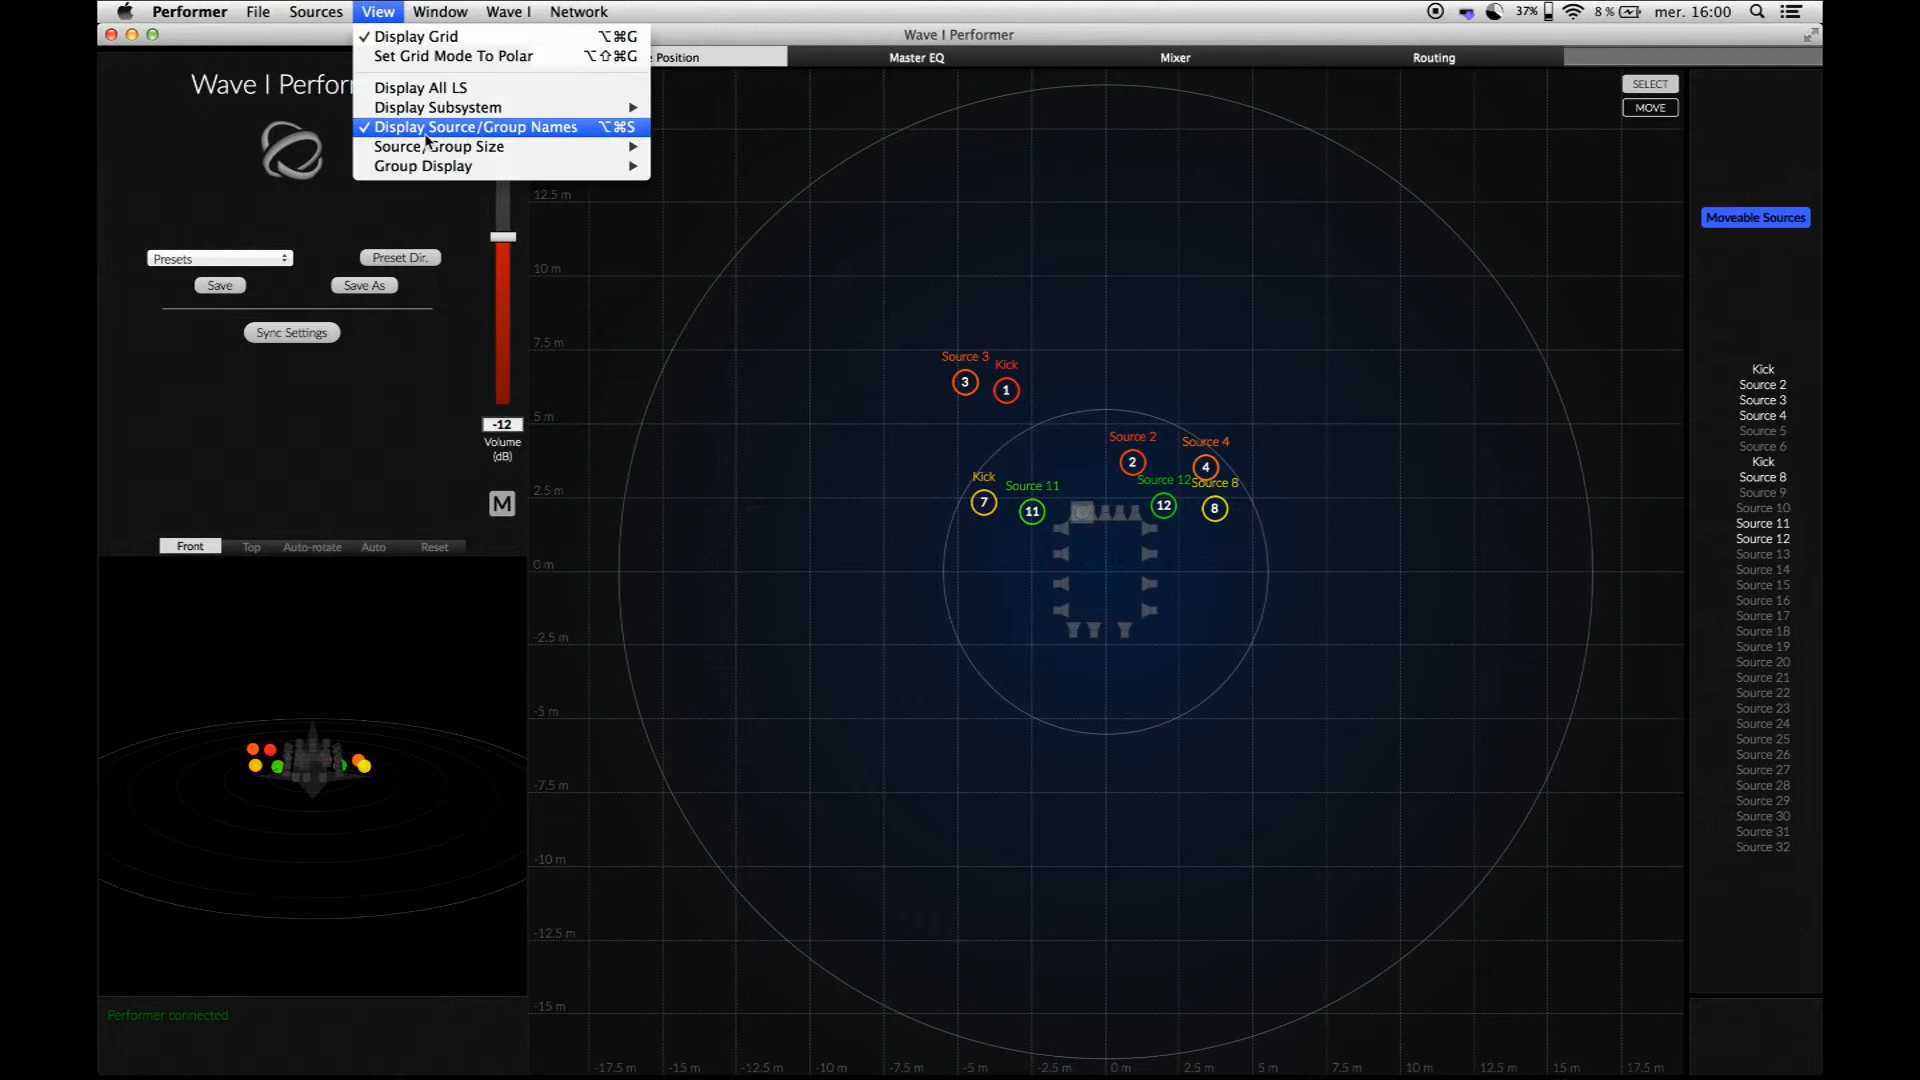 Performer File Sources View Window Wave I Network 37% 8% mer. 16:00
Wave I Performer
Display Grid ⌥⌘G
Set Grid Mode To Polar ⌥⇧⌘G
Display All LS
Display Subsystem
Display Source/Group Names ⌥⌘S
Source/Group Size
Group Display
Position Master EQ Mixer Routing
Wave I Perfor
SELECT
MOVE
Moveable Sources
Presets Preset Dir.
Save Save As
Sync Settings
-12
Volume
(dB)
M
Front Top Auto-rotate Auto Reset
Performer connected
12.5 m
10 m
7.5 m
5 m
2.5 m
0 m
-2.5 m
-5 m
-7.5 m
-10 m
-12.5 m
-15 m
-17.5 m -15 m -12.5 m -10 m -7.5 m -5 m -2.5 m 0 m 2.5 m 5 m 7.5 m 10 m 12.5 m 15 m 17.5 m
Source 3
3
Kick
1
Source 2
2
Source 4
4
Kick
7
Source 11
11
Source 12
12
Source 8
8
Kick
Source 2
Source 3
Source 4
Source 5
Source 6
Kick
Source 8
Source 9
Source 10
Source 11
Source 12
Source 13
Source 14
Source 15
Source 16
Source 17
Source 18
Source 19
Source 20
Source 21
Source 22
Source 23
Source 24
Source 25
Source 26
Source 27
Source 28
Source 29
Source 30
Source 31
Source 32